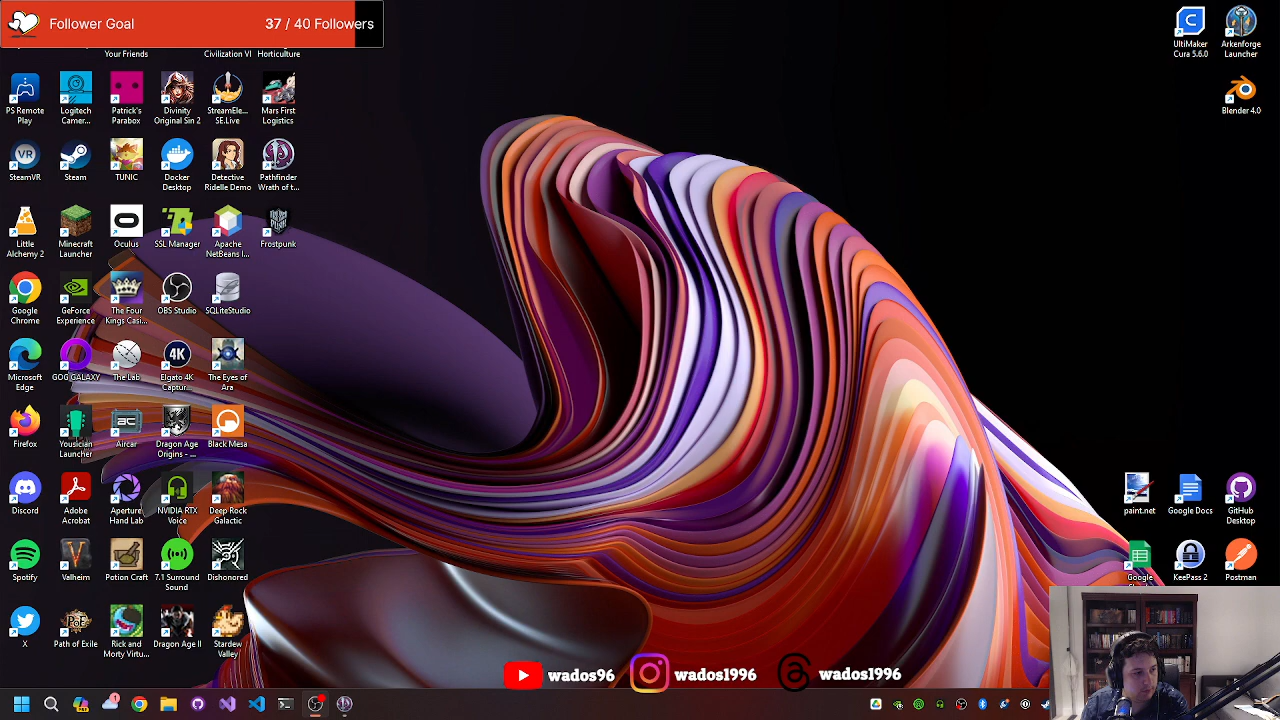 Follower Goal
37 / 40 Followers
Your Friends
Civilization VI
Horticulture
PS Remote
Play
Logitech
Camer...
Patrick's
Parabox
Divinity
Original Sin 2
StreamEle...
SE.Live
Mars First
Logistics
SteamVR
Steam
TUNIC
Docker
Desktop
Detective
Ridelle Demo
Pathfinder
Wrath of t...
Little
Alchemy 2
Minecraft
Launcher
Oculus
SSL Manager
Apache
NetBeans I...
Frostpunk
Google
Chrome
GeForce
Experience
The Four
Kings Casi...
OBS Studio
SQLiteStudio
Microsoft
Edge
GOG GALAXY
The Lab
Elgato 4K
Captur...
The Eyes of
Ara
Firefox
Yousician
Launcher
Aircar
Dragon Age
Origins - ...
Black Mesa
Discord
Adobe
Acrobat
Aperture
Hand Lab
NVIDIA RTX
Voice
Deep Rock
Galactic
Spotify
Valheim
Potion Craft
7.1 Surround
Sound
Dishonored
X
Path of Exile
Rick and
Morty Virtu...
Dragon Age II
Stardew
Valley
UltiMaker
Cura 5.6.0
Arkenforge
Launcher
Blender 4.0
paint.net
Google Docs
GitHub
Desktop
Google
KeePass 2
Postman
wados96
wados1996
wados1996